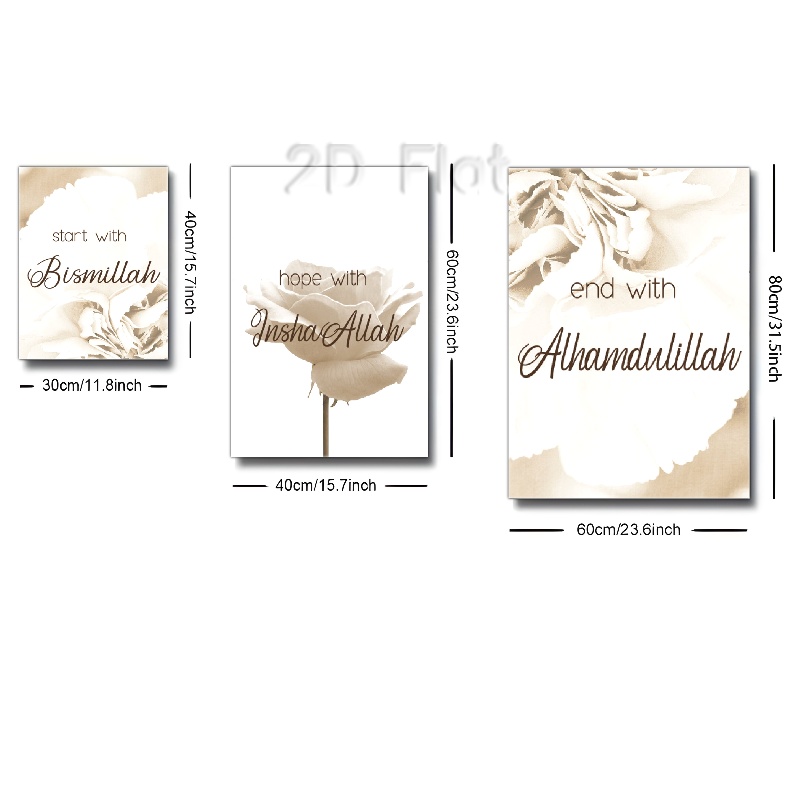 2D Flat
start with
Bismillah
40cm/15.7inch
30cm/11.8inch
hope with
InshaAllah
60cm/23.6inch
40cm/15.7inch
end with
Alhamdulillah
80cm/31.5inch
60cm/23.6inch